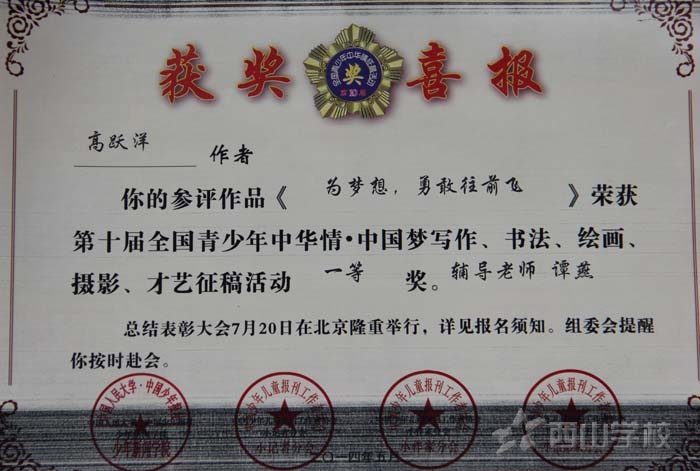 获奖喜报
奖
高跃洋 作者
你的参评作品《为梦想，勇敢往前飞》荣获
第十届全国青少年中华情·中国梦写作、书法、绘画、
摄影、才艺征稿活动 一等 奖。辅导老师 谭燕
总结表彰大会7月20日在北京隆重举行，详见报名须知。组委会提醒
你按时赴会。
西山学校